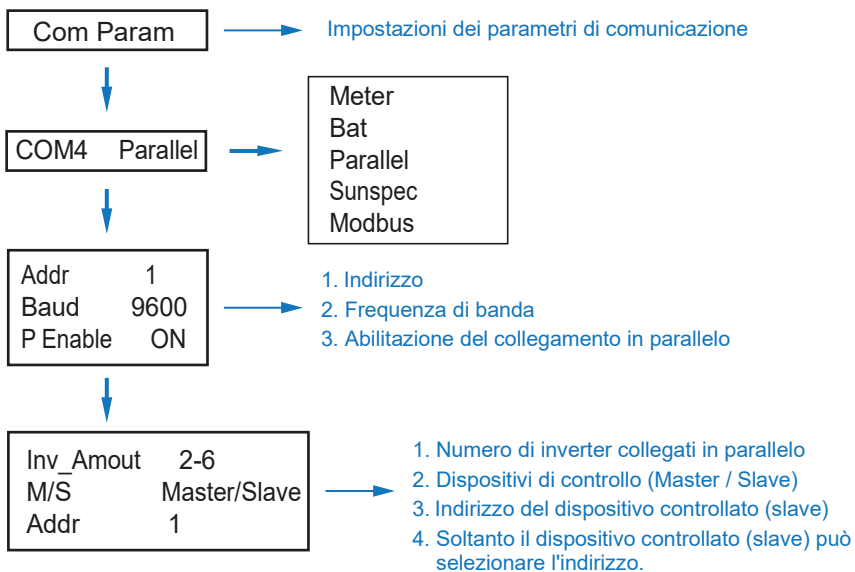 Com Param
Impostazioni dei parametri di comunicazione
COM4 Parallel
Meter
Bat
Parallel
Sunspec
Modbus
Addr 1
Baud 9600
P Enable ON
1. Indirizzo
2. Frequenza di banda
3. Abilitazione del collegamento in parallelo
Inv_Amout 2-6
M/S Master/Slave
Addr 1
1. Numero di inverter collegati in parallelo
2. Dispositivi di controllo (Master / Slave)
3. Indirizzo del dispositivo controllato (slave)
4. Soltanto il dispositivo controllato (slave) può
selezionare l'indirizzo.